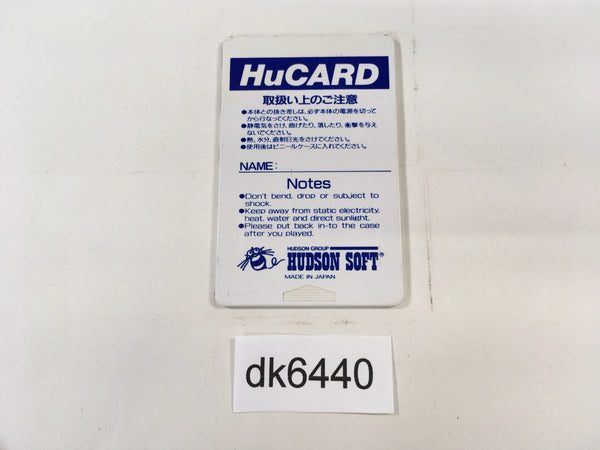 HuCARD
取扱い上のご注意
●本体との抜き差しは、必ず本体の電源を切って
から行なってください。
●静電気をさけ、曲げたり、落したり、衝撃を与え
ないでください。
●熱、水分、直射日光をさけてください。
●使用後はビニールケースに入れてください。
NAME:
Notes
●Don't bend, drop or subject to
shock.
●Keep away from static electricity,
heat, water and direct sunlight.
●Please put back in-to the case
after you played.
HUDSON GROUP
HUDSON SOFT®
MADE IN JAPAN
dk6440